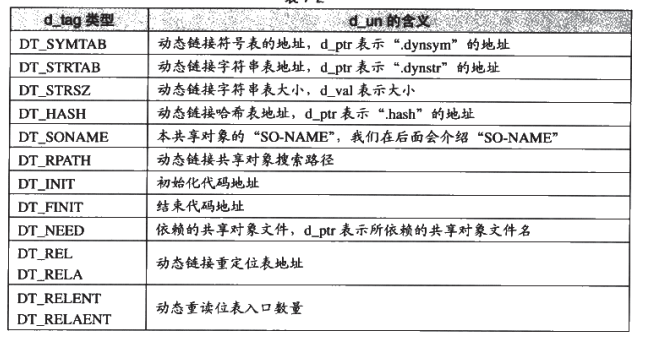 d_tag 类型 d_un 的含义
DT_SYMTAB 动态链接符号表的地址，d_ptr 表示 “.dynsym” 的地址
DT_STRTAB 动态链接字符串表地址，d_ptr 表示 “.dynstr” 的地址
DT_STRSZ 动态链接字符串表大小，d_val 表示大小
DT_HASH 动态链接哈希表地址，d_ptr 表示 “.hash” 的地址
DT_SONAME 本共享对象的 “SO-NAME”，我们在后面会介绍 “SO-NAME”
DT_RPATH 动态链接共享对象搜索路径
DT_INIT 初始化代码地址
DT_FINIT 结束代码地址
DT_NEED 依赖的共享对象文件，d_ptr 表示所依赖的共享对象文件名
DT_REL
DT_RELA
动态链接重定位表地址
DT_RELENT
DT_RELAENT
动态重读位表入口数量